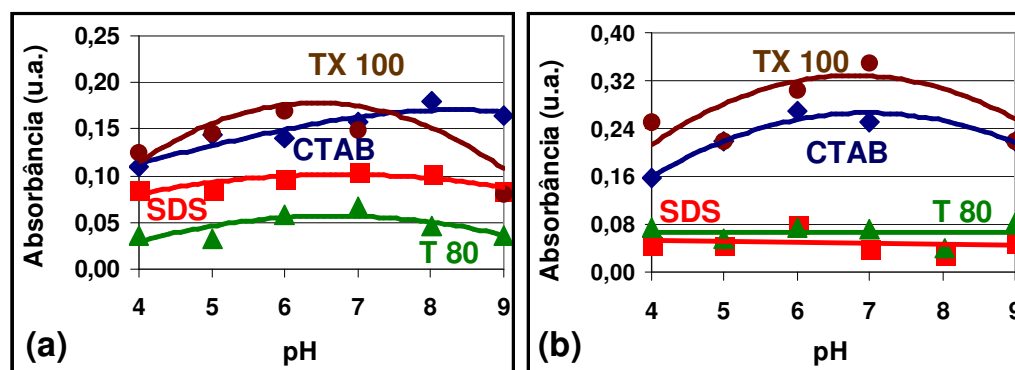 Absorbância (u.a.)
0,25
0,20
0,15
0,10
0,05
0,00
TX 100
CTAB
SDS
T 80
4 5 6 7 8 9
pH
(a)
Absorbância (u.a.)
0,40
0,32
0,24
0,16
0,08
0,00
TX 100
CTAB
SDS
T 80
4 5 6 7 8 9
pH
(b)